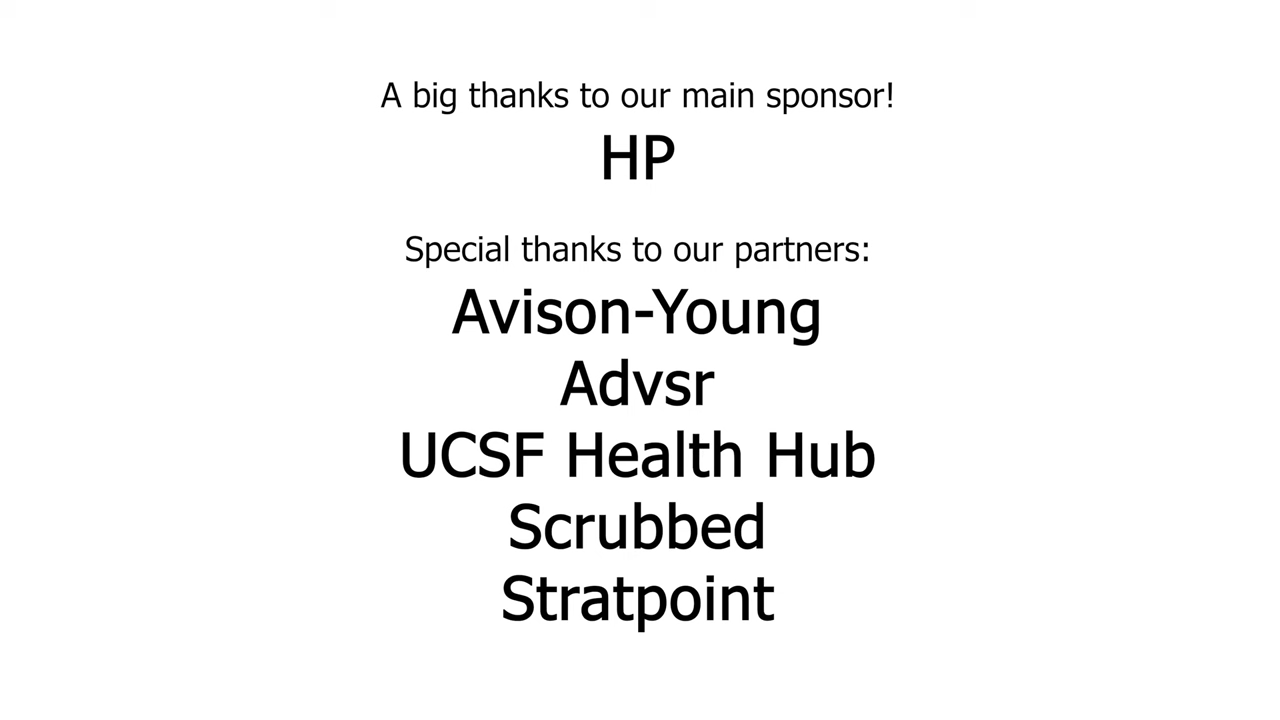 A big thanks to our main sponsor!
HP
Special thanks to our partners:
Avison-Young
Advsr
UCSF Health Hub
Scrubbed
Stratpoint